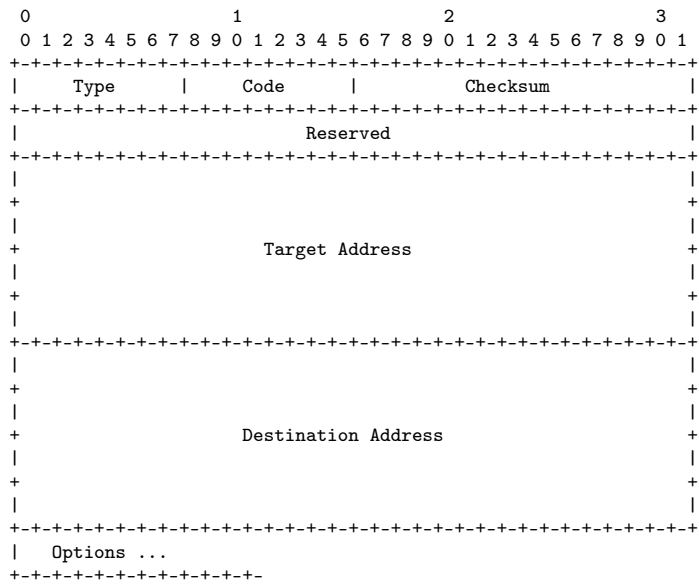 0                   1                   2                   3
 0 1 2 3 4 5 6 7 8 9 0 1 2 3 4 5 6 7 8 9 0 1 2 3 4 5 6 7 8 9 0 1
+-+-+-+-+-+-+-+-+-+-+-+-+-+-+-+-+-+-+-+-+-+-+-+-+-+-+-+-+-+-+-+-+
|     Type      |     Code      |          Checksum             |
+-+-+-+-+-+-+-+-+-+-+-+-+-+-+-+-+-+-+-+-+-+-+-+-+-+-+-+-+-+-+-+-+
|                           Reserved                            |
+-+-+-+-+-+-+-+-+-+-+-+-+-+-+-+-+-+-+-+-+-+-+-+-+-+-+-+-+-+-+-+-+
|                                                               |
+                                                               +
|                                                               |
+                       Target Address                          +
|                                                               |
+                                                               +
|                                                               |
+-+-+-+-+-+-+-+-+-+-+-+-+-+-+-+-+-+-+-+-+-+-+-+-+-+-+-+-+-+-+-+-+
|                                                               |
+                                                               +
|                                                               |
+                     Destination Address                       +
|                                                               |
+                                                               +
|                                                               |
+-+-+-+-+-+-+-+-+-+-+-+-+-+-+-+-+-+-+-+-+-+-+-+-+-+-+-+-+-+-+-+-+
|   Options ...
+-+-+-+-+-+-+-+-+-+-+-+-